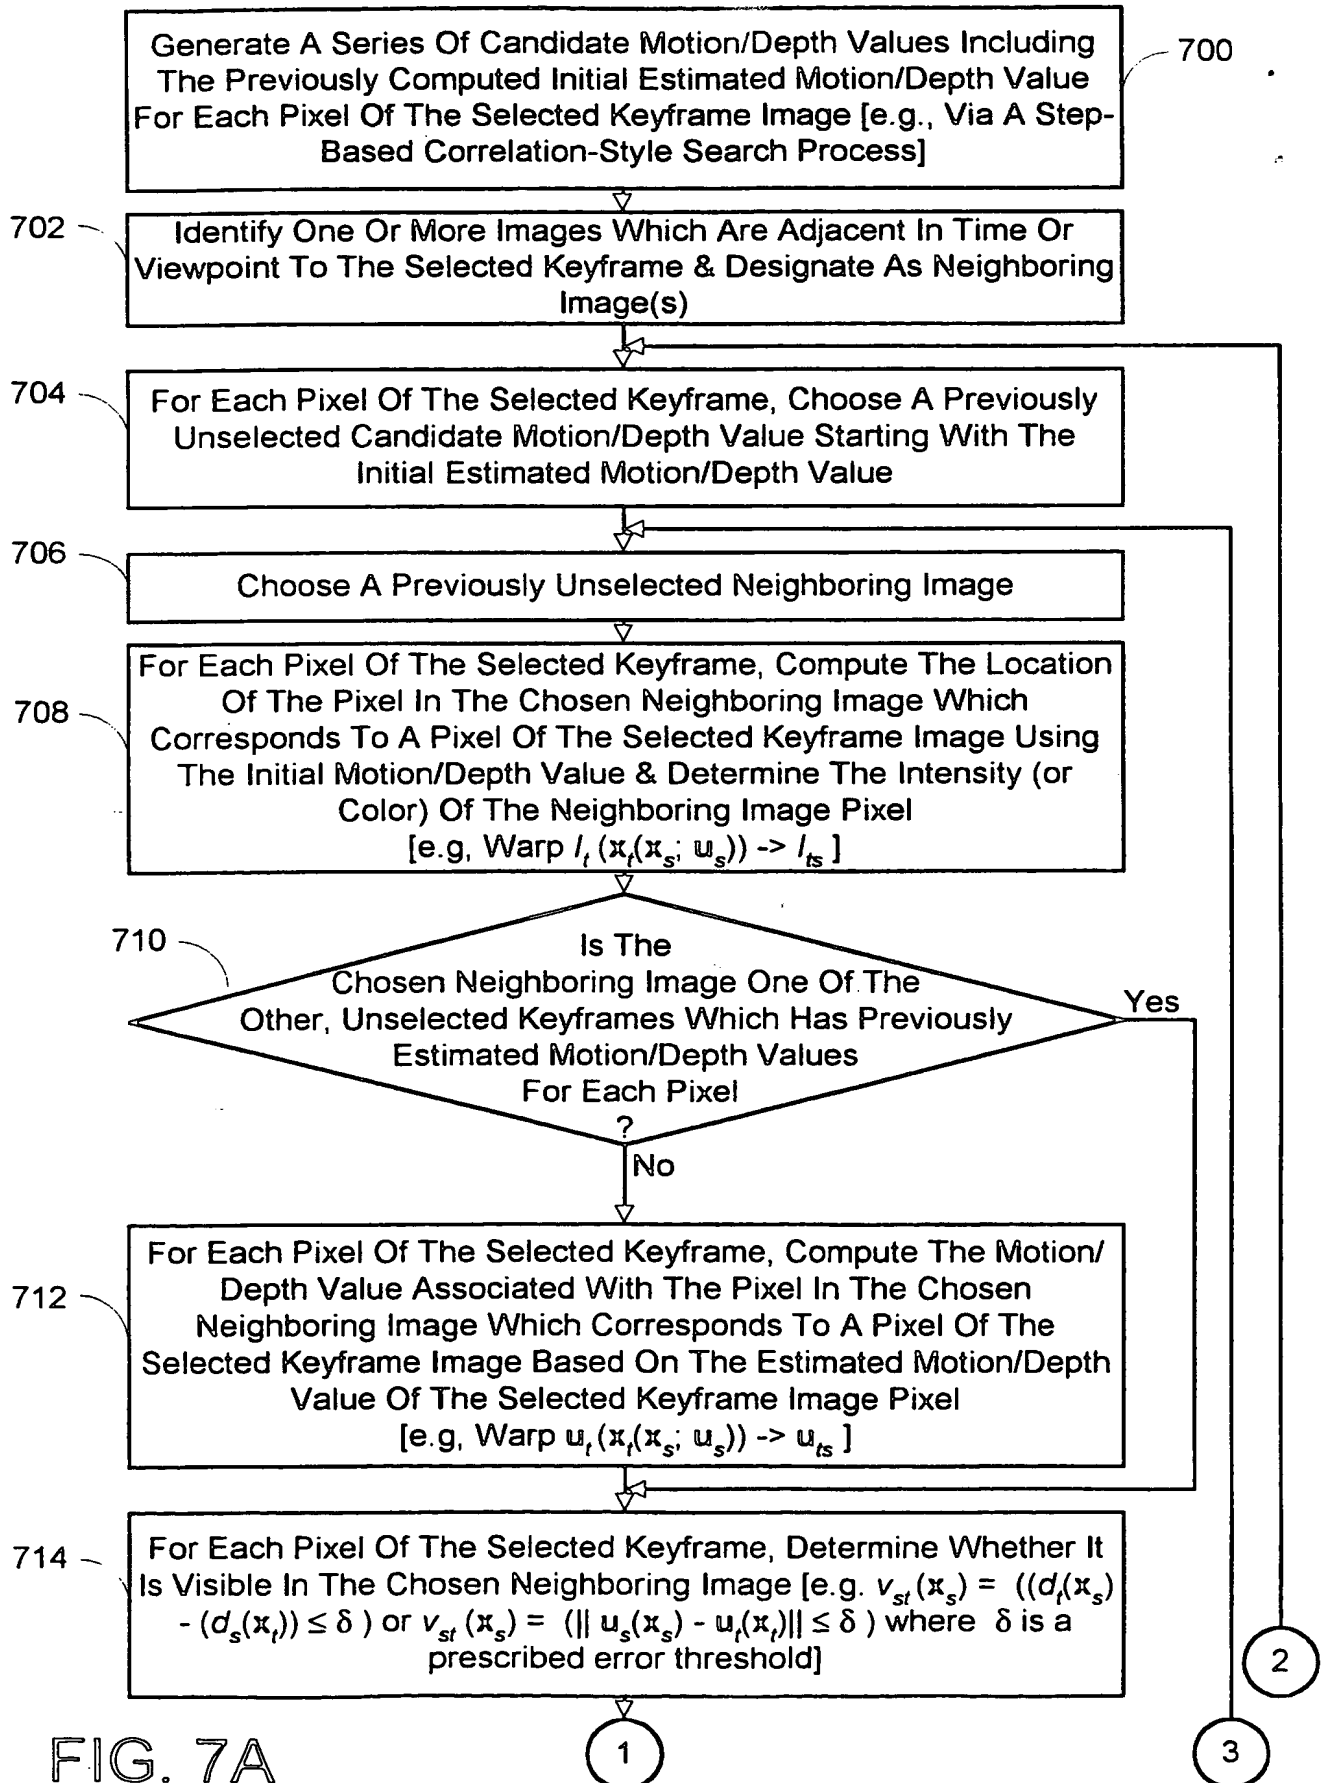 Generate A Series Of Candidate Motion/Depth Values Including
The Previously Computed Initial Estimated Motion/Depth Value
For Each Pixel Of The Selected Keyframe Image [e.g., Via A Step-
Based Correlation-Style Search Process]
700
702
Identify One Or More Images Which Are Adjacent In Time Or
Viewpoint To The Selected Keyframe & Designate As Neighboring
Image(s)
704
For Each Pixel Of The Selected Keyframe, Choose A Previously
Unselected Candidate Motion/Depth Value Starting With The
Initial Estimated Motion/Depth Value
706
Choose A Previously Unselected Neighboring Image
708
For Each Pixel Of The Selected Keyframe, Compute The Location
Of The Pixel In The Chosen Neighboring Image Which
Corresponds To A Pixel Of The Selected Keyframe Image Using
The Initial Motion/Depth Value & Determine The Intensity (or
Color) Of The Neighboring Image Pixel
[e.g, Warp I_t (x_t(x_s; u_s)) -> I_ts ]
710
Is The
Chosen Neighboring Image One Of The
Other, Unselected Keyframes Which Has Previously
Estimated Motion/Depth Values
For Each Pixel
?
Yes
No
712
For Each Pixel Of The Selected Keyframe, Compute The Motion/
Depth Value Associated With The Pixel In The Chosen
Neighboring Image Which Corresponds To A Pixel Of The
Selected Keyframe Image Based On The Estimated Motion/Depth
Value Of The Selected Keyframe Image Pixel
[e.g, Warp u_t (x_t(x_s; u_s)) -> u_ts ]
714
For Each Pixel Of The Selected Keyframe, Determine Whether It
Is Visible In The Chosen Neighboring Image [e.g. v_st (x_s) = ((d_t(x_s)
- (d_s(x_t)) ≤ δ ) or v_st (x_s) = (|| u_s(x_s) - u_t(x_t)|| ≤ δ ) where δ is a
prescribed error threshold]
2
1
3
FIG. 7A